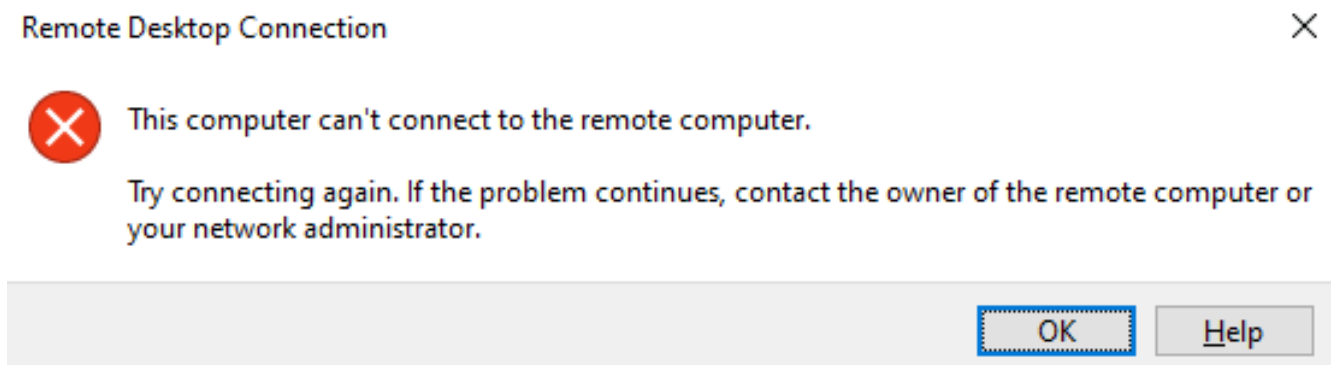 Remote Desktop Connection
This computer can't connect to the remote computer.
Try connecting again. If the problem continues, contact the owner of the remote computer or
your network administrator.
OK
Help